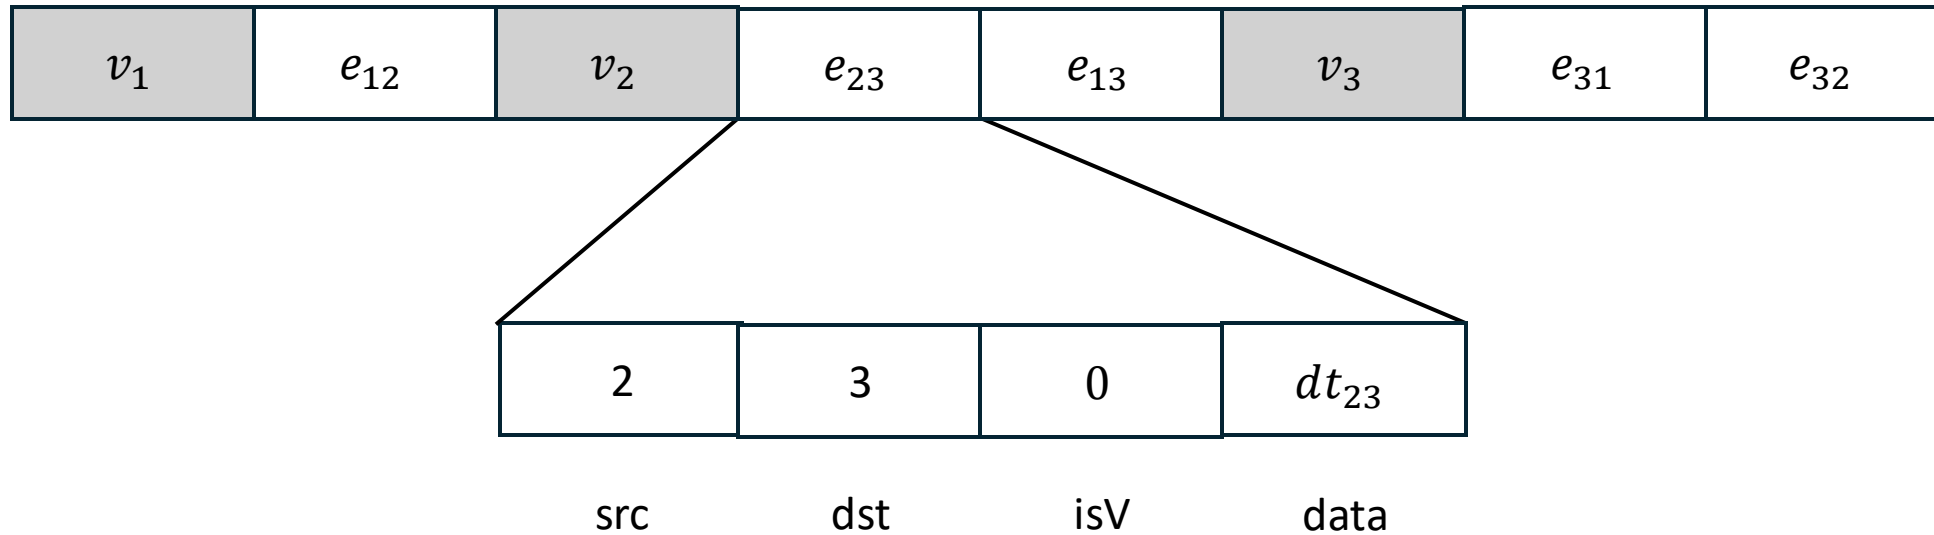 v₁ e₁₂ v₂ e₂₃ e₁₃ v₃ e₃₁ e₃₂
2 3 0 dt₂₃
src dst isV data